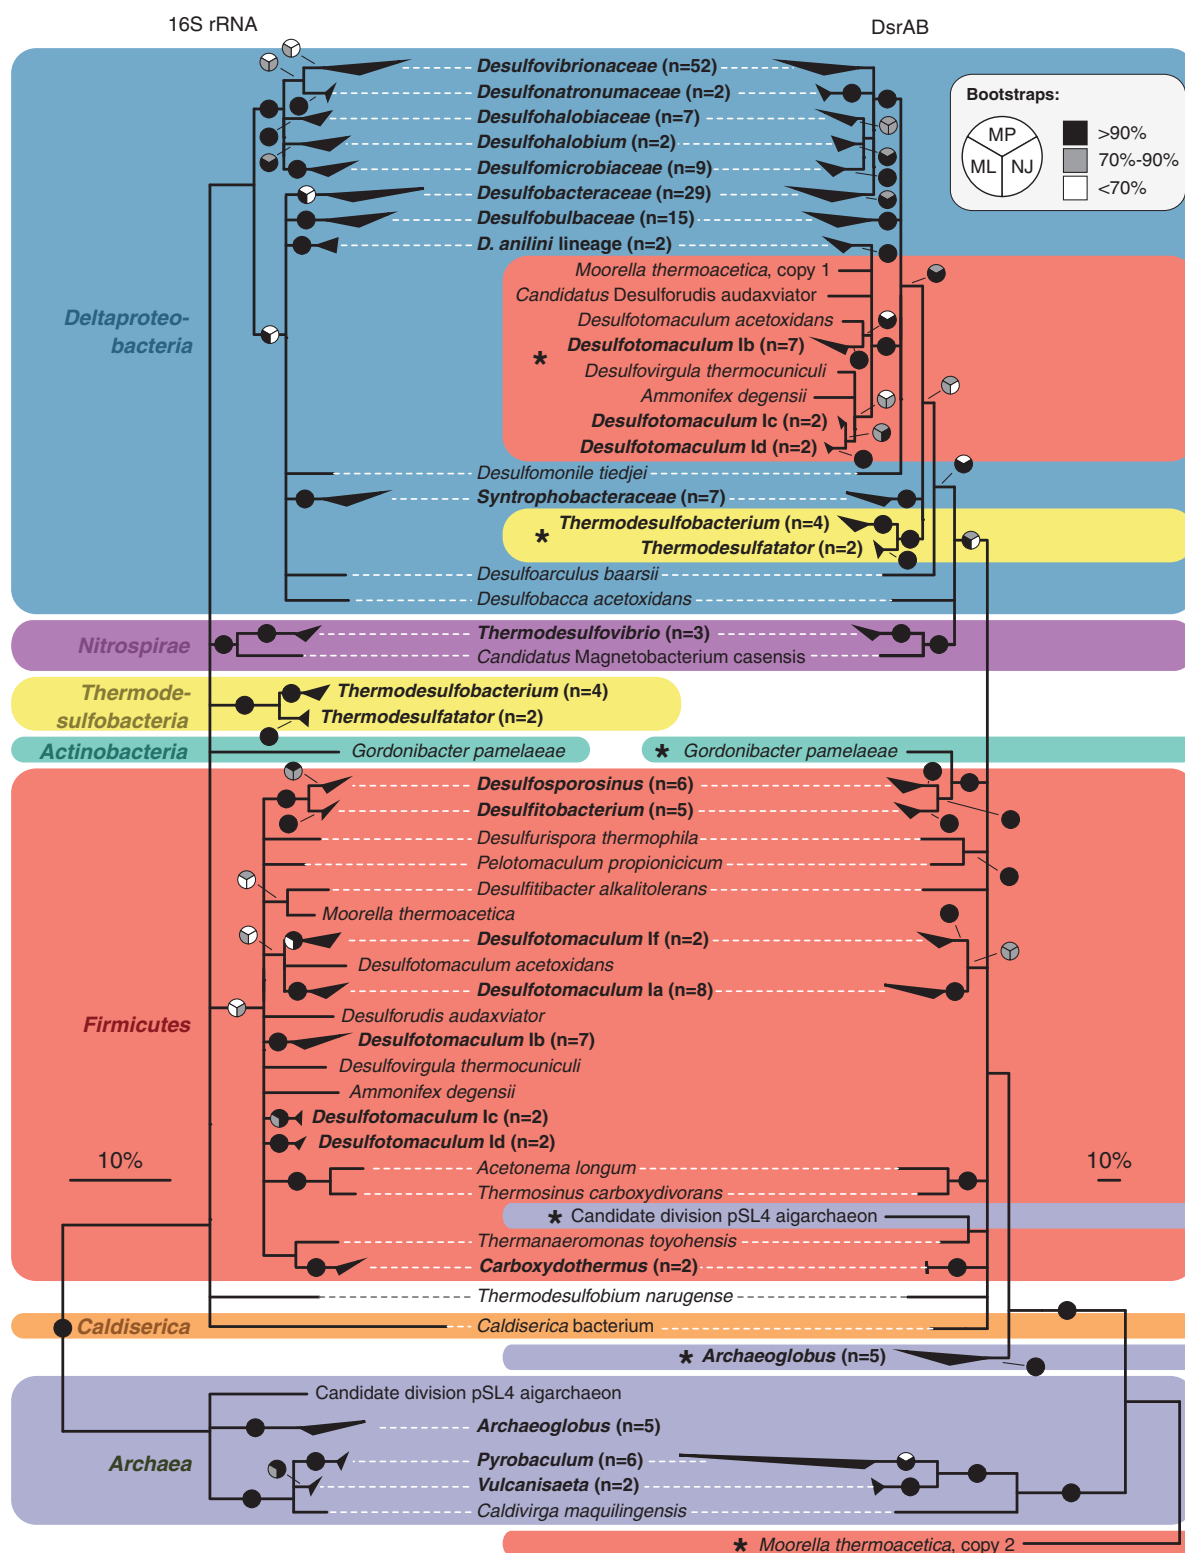 16S rRNA
DsrAB
Bootstraps:
MP
ML
NJ
>90%
70%-90%
<70%
Desulfovibrionaceae (n=52)
Desulfonatronumaceae (n=2)
Desulfohalobiaceae (n=7)
Desulfohalobium (n=2)
Desulfomicrobiaceae (n=9)
Desulfobacteraceae (n=29)
Desulfobulbaceae (n=15)
D. anilini lineage (n=2)
Moorella thermoacetica, copy 1
Candidatus Desulforudis audaxviator
Desulfotomaculum acetoxidans
Desulfotomaculum Ib (n=7)
*
Desulfovirgula thermocuniculi
Ammonifex degensii
Desulfotomaculum Ic (n=2)
Desulfotomaculum Id (n=2)
Deltaproteo-
bacteria
Desulfomonile tiedjei
Syntrophobacteraceae (n=7)
* Thermodesulfobacterium (n=4)
Thermodesulfatator (n=2)
Desulfoarculus baarsii
Desulfobacca acetoxidans
Nitrospirae
Thermodesulfovibrio (n=3)
Candidatus Magnetobacterium casensis
Thermode-
sulfobacteria
Thermodesulfobacterium (n=4)
Thermodesulfatator (n=2)
Actinobacteria
Gordonibacter pamelaeae
* Gordonibacter pamelaeae
Desulfosporosinus (n=6)
Desulfitobacterium (n=5)
Desulfurispora thermophila
Pelotomaculum propionicicum
Desulfitibacter alkalitolerans
Moorella thermoacetica
Desulfotomaculum If (n=2)
Desulfotomaculum acetoxidans
Desulfotomaculum Ia (n=8)
Firmicutes
Desulforudis audaxviator
Desulfotomaculum Ib (n=7)
Desulfovirgula thermocuniculi
Ammonifex degensii
Desulfotomaculum Ic (n=2)
Desulfotomaculum Id (n=2)
10%
10%
Acetonema longum
Thermosinus carboxydivorans
* Candidate division pSL4 aigarchaeon
Thermanaeromonas toyohensis
Carboxydothermus (n=2)
Thermodesulfobium narugense
Caldiserica
Caldiserica bacterium
* Archaeoglobus (n=5)
Candidate division pSL4 aigarchaeon
Archaeoglobus (n=5)
Archaea
Pyrobaculum (n=6)
Vulcanisaeta (n=2)
Caldivirga maquilingensis
* Moorella thermoacetica, copy 2